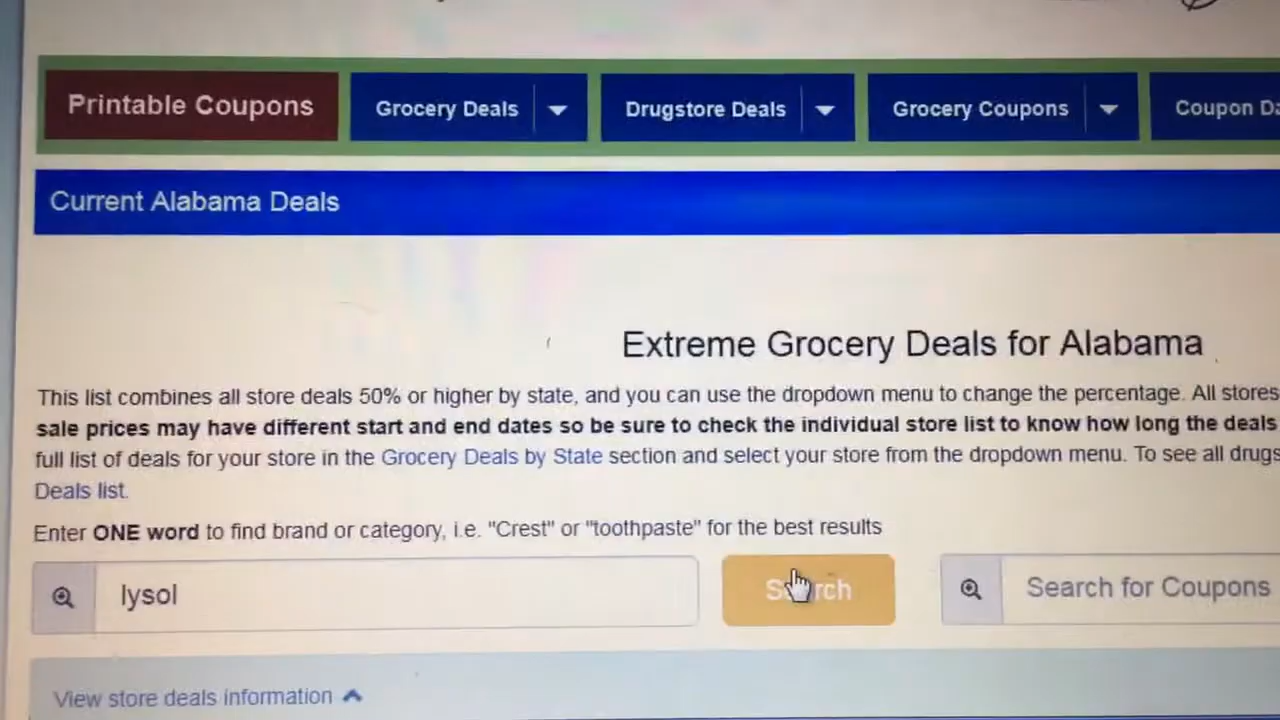 Printable Coupons
Grocery Deals
Drugstore Deals
Grocery Coupons
Coupon
Current Alabama Deals
Extreme Grocery Deals for Alabama
This list combines all store deals 50% or higher by state, and you can use the dropdown menu to change the percentage. All stores
sale prices may have different start and end dates so be sure to check the individual store list to know how long the deals
full list of deals for your store in the Grocery Deals by State section and select your store from the dropdown menu. To see all
Deals list.
Enter ONE word to find brand or category, i.e. "Crest" or "toothpaste" for the best results
lysol
Search
Search for Coupons
View store deals information